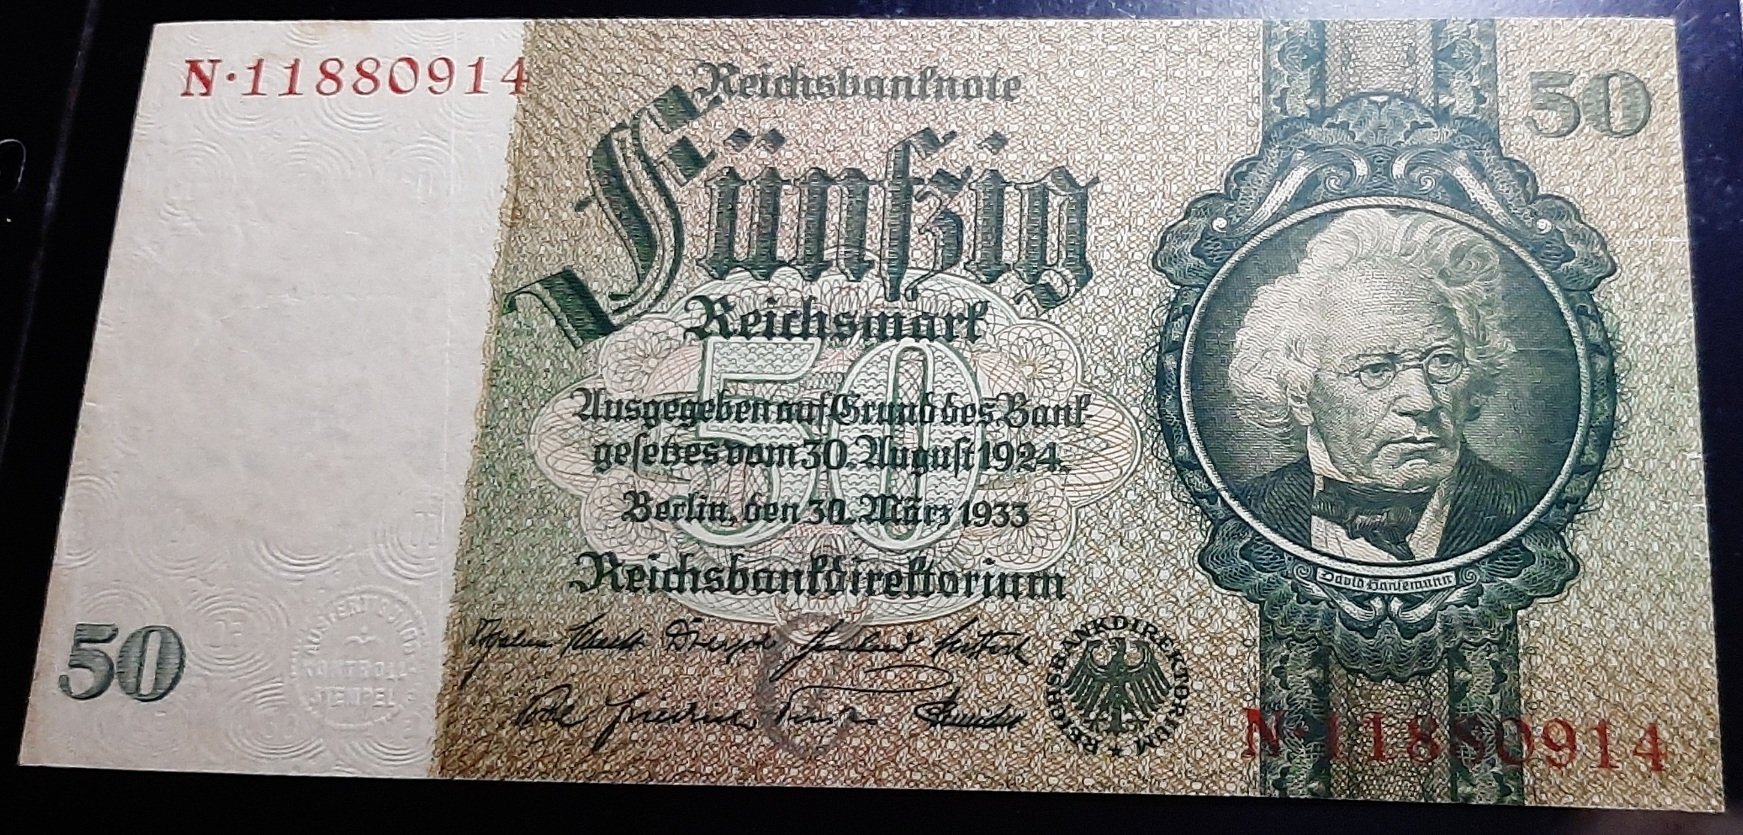 N·11880914
Reichsbanknote
50
Fünfzig
Reichsmark
50
Ausgegeben auf Grund des Bank
gesetzes vom 30. August 1924.
Berlin, den 30. März 1933
Reichsbankdirektorium
David Hansemann
REICHSBANKDIREKTORIUM
50
KONTROLL-
STEMPEL
N·11880914